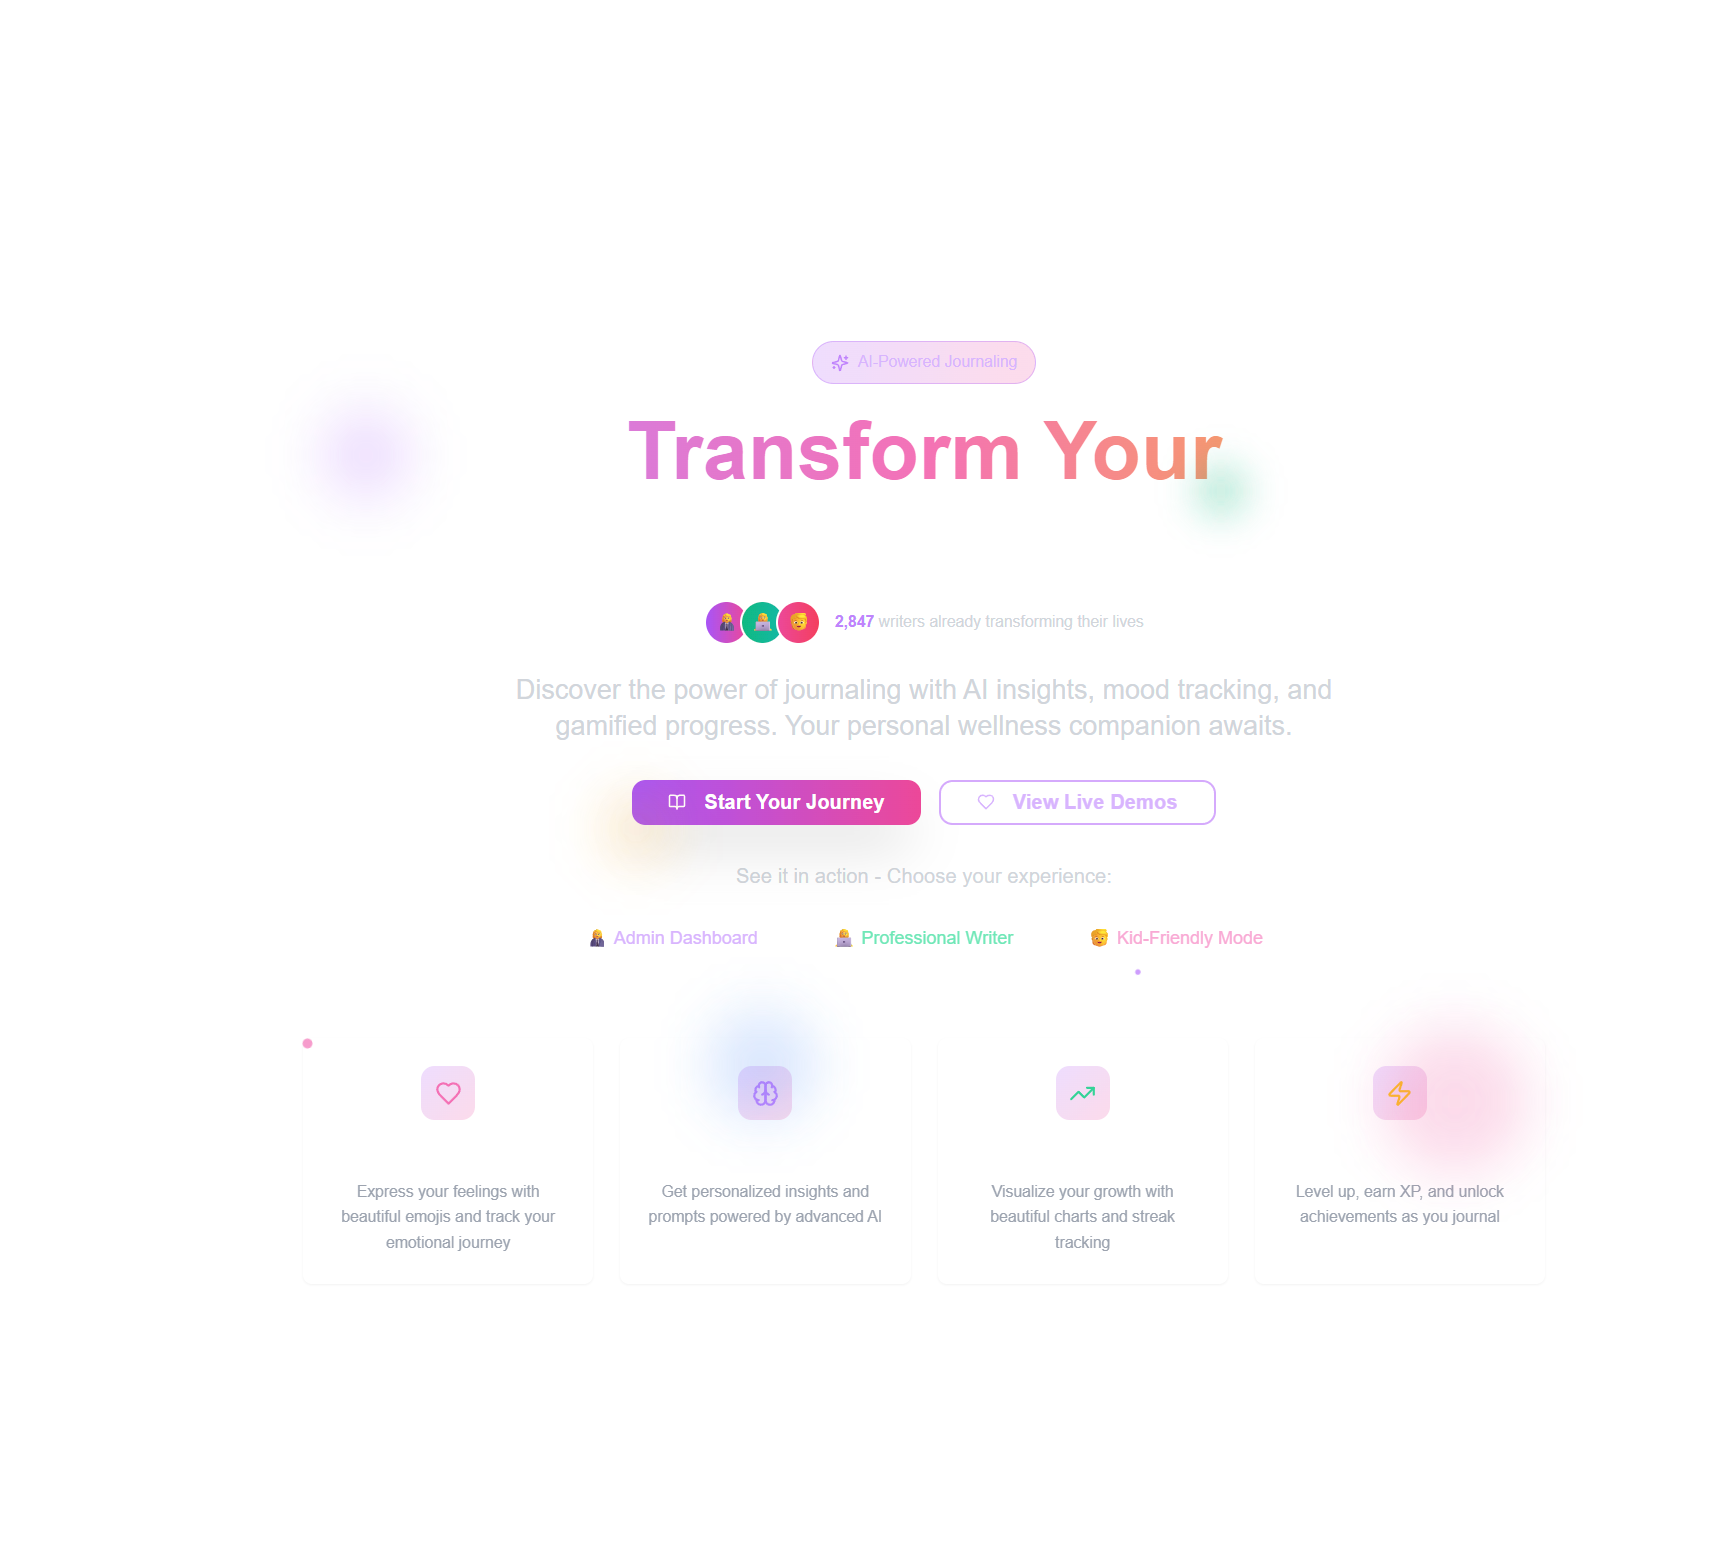 AI-Powered Journaling
Transform Your
2,847 writers already transforming their lives
Discover the power of journaling with AI insights, mood tracking, and
gamified progress. Your personal wellness companion awaits.
Start Your Journey
View Live Demos
See it in action - Choose your experience:
Admin Dashboard
Professional Writer
Kid-Friendly Mode
Express your feelings with
beautiful emojis and track your
emotional journey
Get personalized insights and
prompts powered by advanced AI
Visualize your growth with
beautiful charts and streak
tracking
Level up, earn XP, and unlock
achievements as you journal